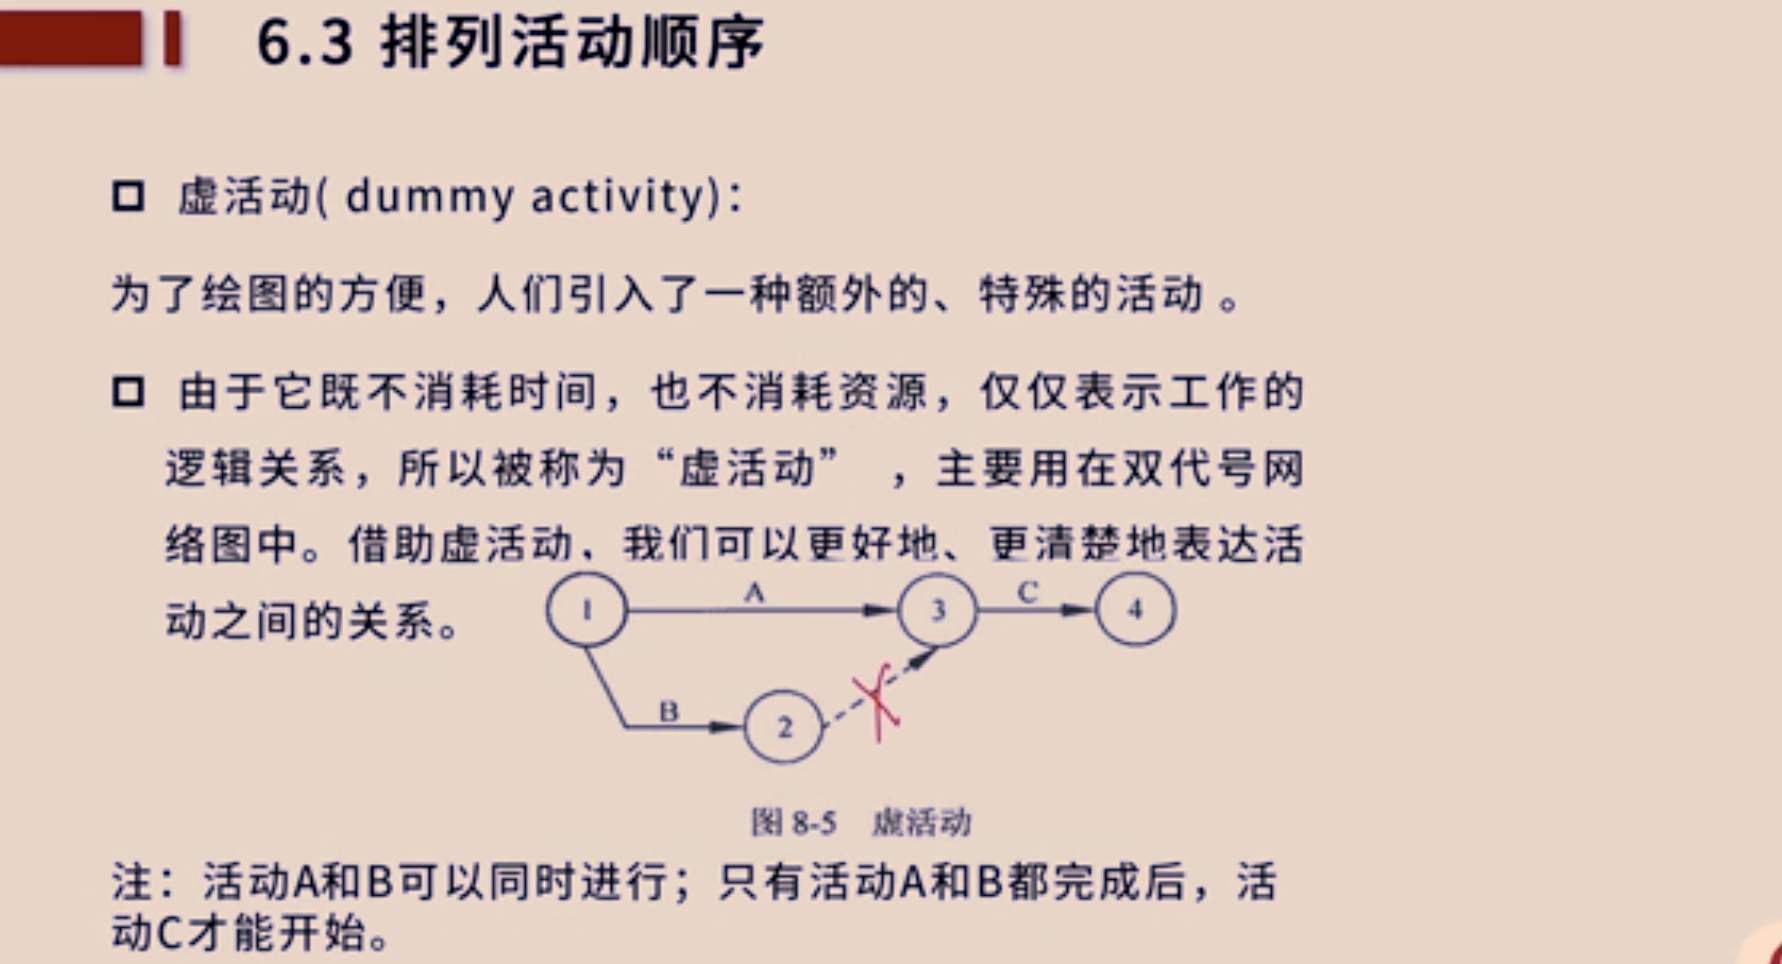 6.3 排列活动顺序
虚活动( dummy activity)：
为了绘图的方便，人们引入了一种额外的、特殊的活动 。
由于它既不消耗时间，也不消耗资源，仅仅表示工作的
逻辑关系，所以被称为“虚活动” ，主要用在双代号网
络图中。借助虚活动，我们可以更好地、更清楚地表达活
动之间的关系。
1 A 3 C 4
B 2
图 8-5 虚活动
注：活动A和B可以同时进行；只有活动A和B都完成后，活
动C才能开始。